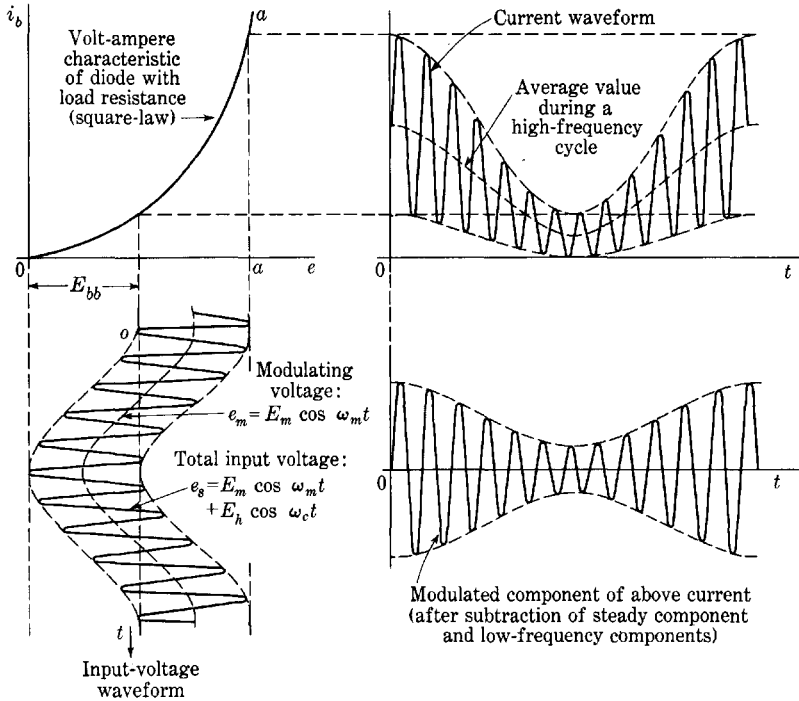 i_b
a
Volt-ampere
characteristic
of diode with
load resistance
(square-law)
0
a
e
E_bb
Current waveform
Average value
during a
high-frequency
cycle
0
t
o
Modulating
voltage:
e_m = E_m cos ω_m t
Total input voltage:
e_s = E_m cos ω_m t
+ E_h cos ω_c t
t
Input-voltage
waveform
0
t
Modulated component of above current
(after subtraction of steady component
and low-frequency components)